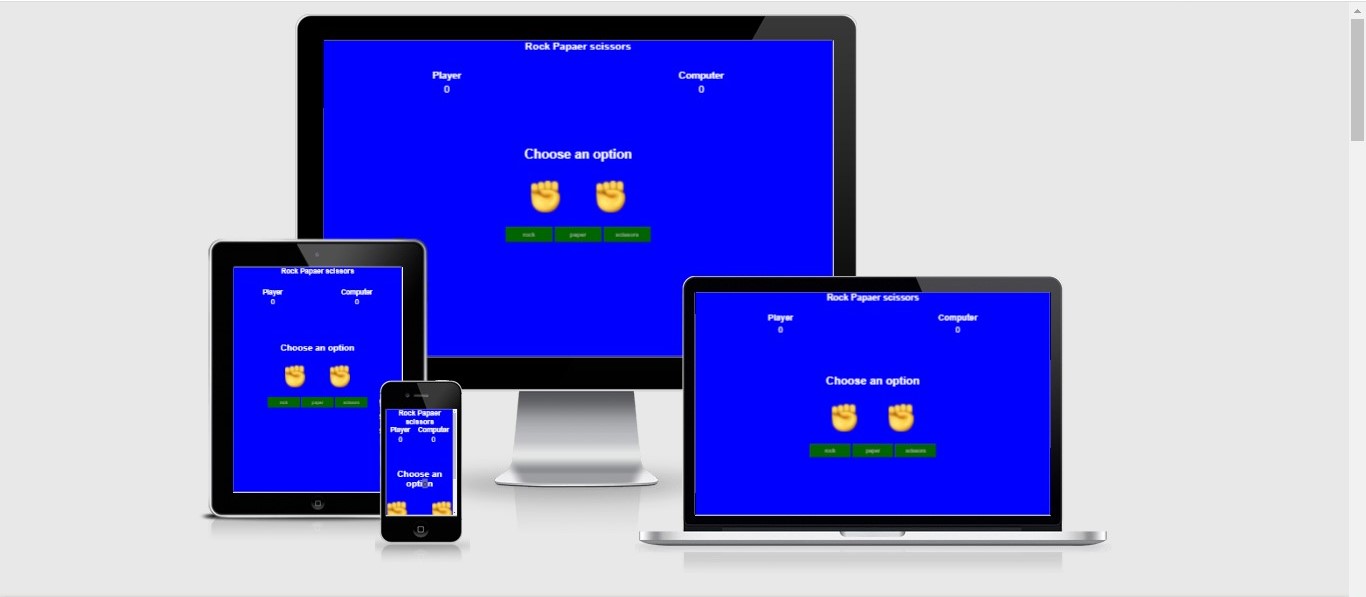 Rock Papaer scissors
Player Computer
0 0
Choose an option
rock paper scissors
Rock Papaer scissors
Player Computer
0 0
Choose an option
rock paper scissors
Rock Papaer
scissors
Player Computer
0 0
Choose an
option
Rock Papaer scissors
Player Computer
0 0
Choose an option
rock paper scissors